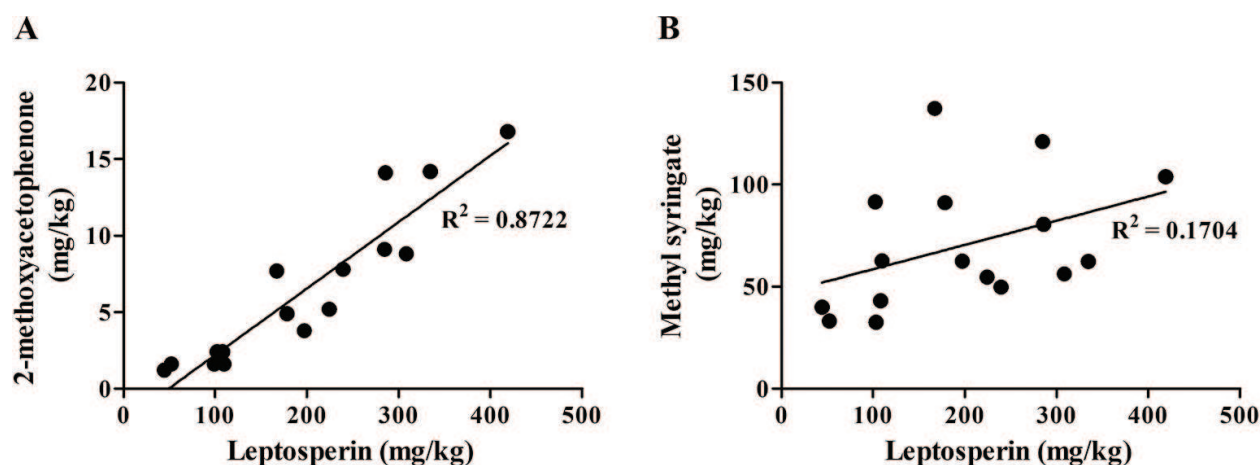 A
2-methoxyacetophenone
(mg/kg)
20
15
10
5
0
R² = 0.8722
0 100 200 300 400 500
Leptosperin (mg/kg)
B
Methyl syringate
(mg/kg)
150
100
50
0
R² = 0.1704
0 100 200 300 400 500
Leptosperin (mg/kg)